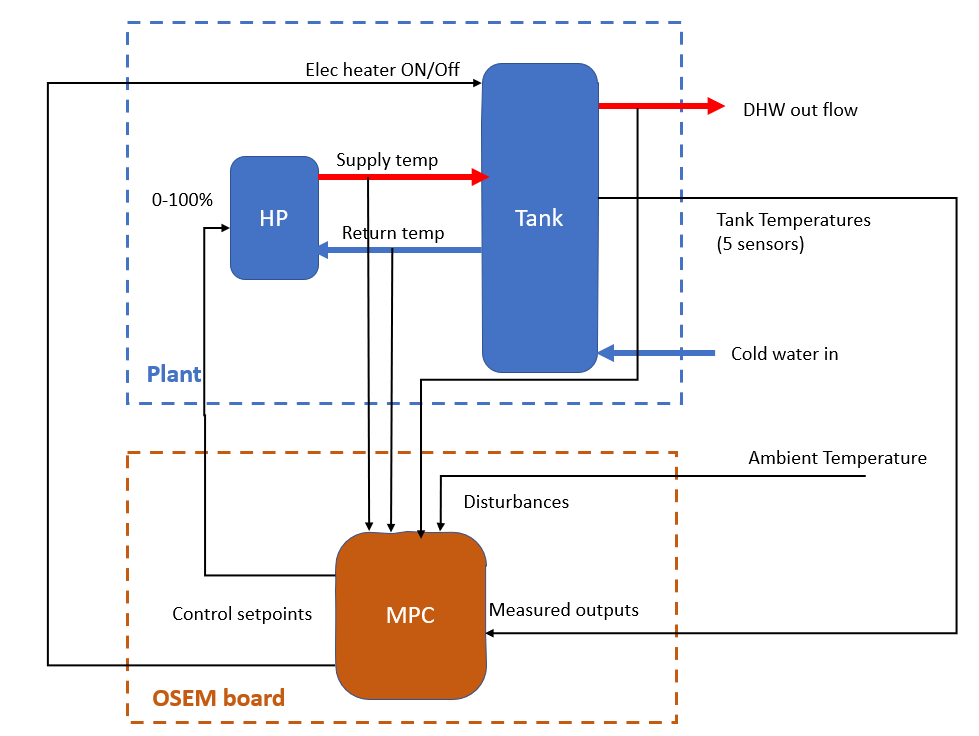 Elec heater ON/Off
DHW out flow
Supply temp
0-100%
HP
Tank
Tank Temperatures
(5 sensors)
Return temp
Cold water in
Plant
Ambient Temperature
Disturbances
MPC
Measured outputs
Control setpoints
OSEM board